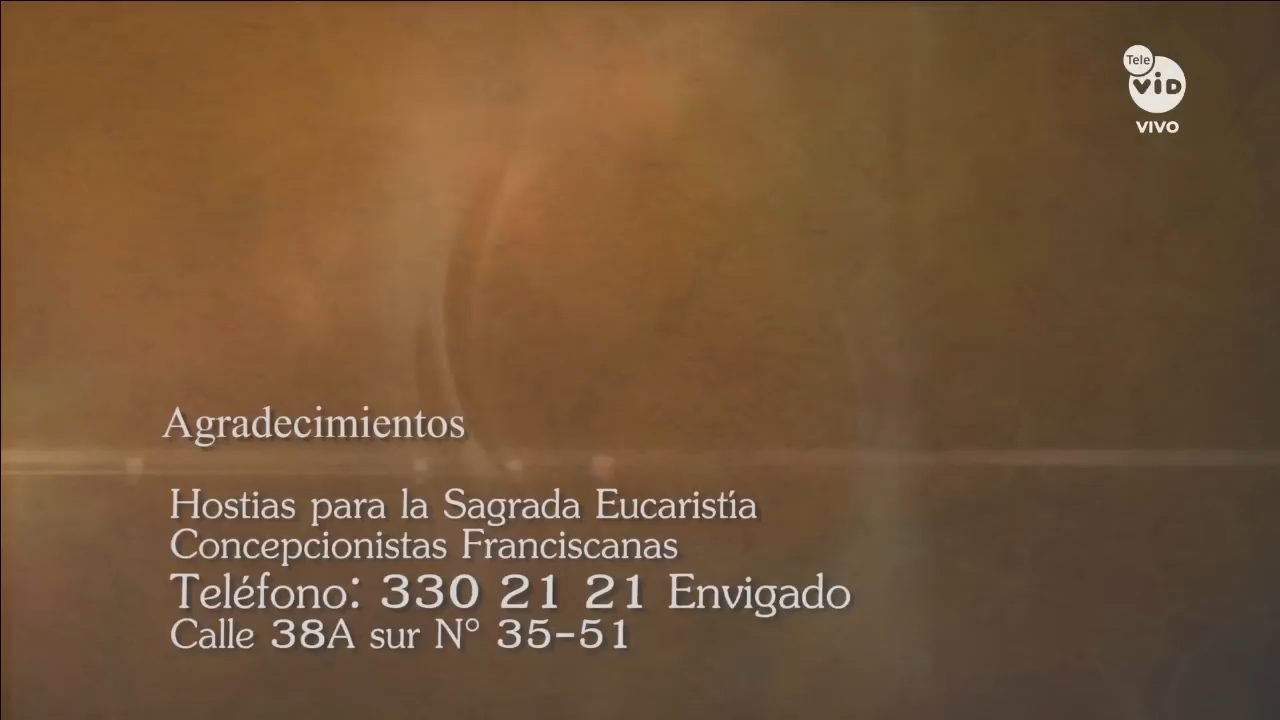 Tele
ViD
VIVO
Agradecimientos
Hostias para la Sagrada Eucaristía
Concepcionistas Franciscanas
Teléfono: 330 21 21 Envigado
Calle 38A sur N° 35-51